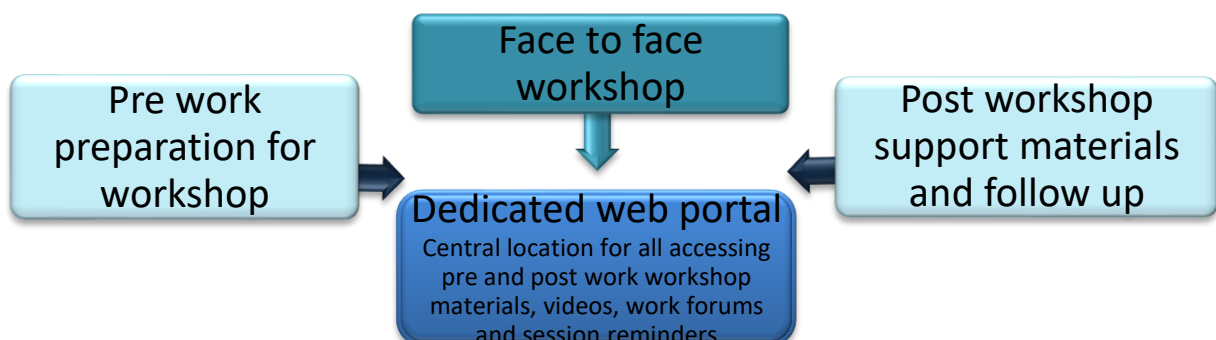 Face to face
workshop
Pre work
preparation for
workshop
Post workshop
support materials
and follow up
Dedicated web portal
Central location for all accessing
pre and post work workshop
materials, videos, work forums
and session reminders